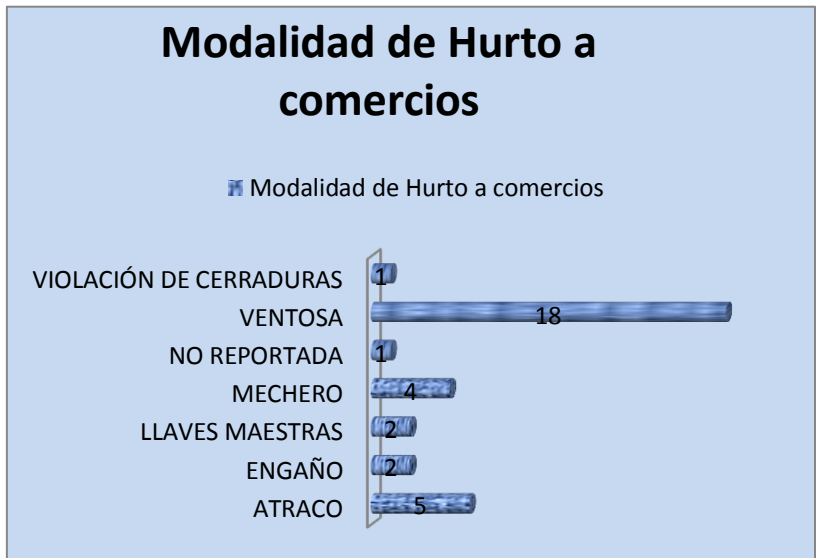 Modalidad de Hurto a
comercios
Modalidad de Hurto a comercios
VIOLACIÓN DE CERRADURAS 1
VENTOSA 18
NO REPORTADA 1
MECHERO 4
LLAVES MAESTRAS 2
ENGAÑO 2
ATRACO 5